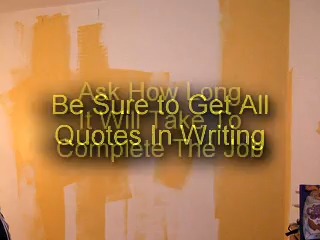 Be Sure to Get All
Quotes In Writing
Ask How Long
It Will Take To
Complete The Job